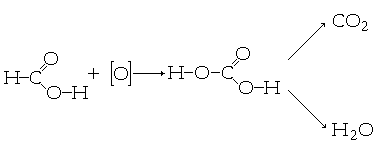 O CO₂
H-C + [O] → H-O-C O
O-H O-H
H₂O